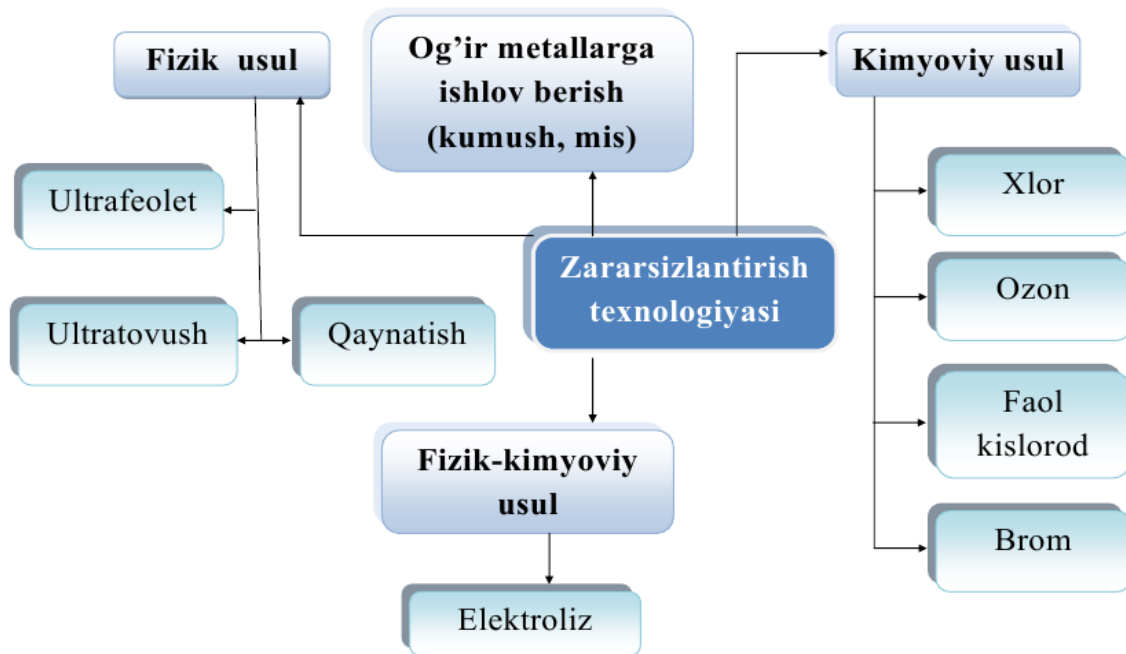 Fizik usul
Og’ir metallarga
ishlov berish
(kumush, mis)
Kimyoviy usul
Ultrafeolet
Xlor
Zararsizlantirish
texnologiyasi
Ozon
Ultratovush
Qaynatish
Faol
kislorod
Fizik-kimyoviy
usul
Brom
Elektroliz